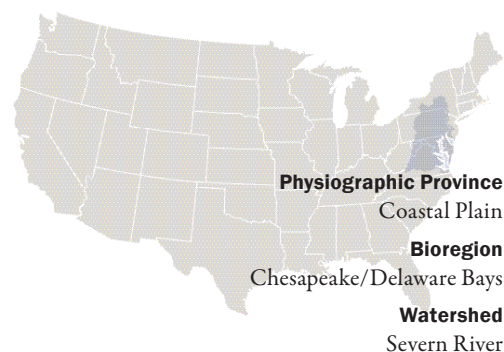 Physiographic Province
Coastal Plain
Bioregion
Chesapeake/Delaware Bays
Watershed
Severn River